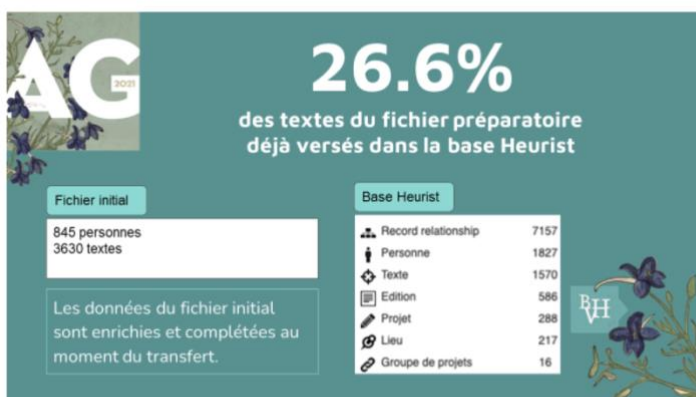 AG
2021
26.6%
des textes du fichier préparatoire
déjà versés dans la base Heurist
Fichier initial
845 personnes
3630 textes
Les données du fichier initial
sont enrichies et complétées au
moment du transfert.
Base Heurist
Record relationship 7157
Personne 1827
Texte 1570
Edition 586
Projet 288
Lieu 217
Groupe de projets 16
BVH